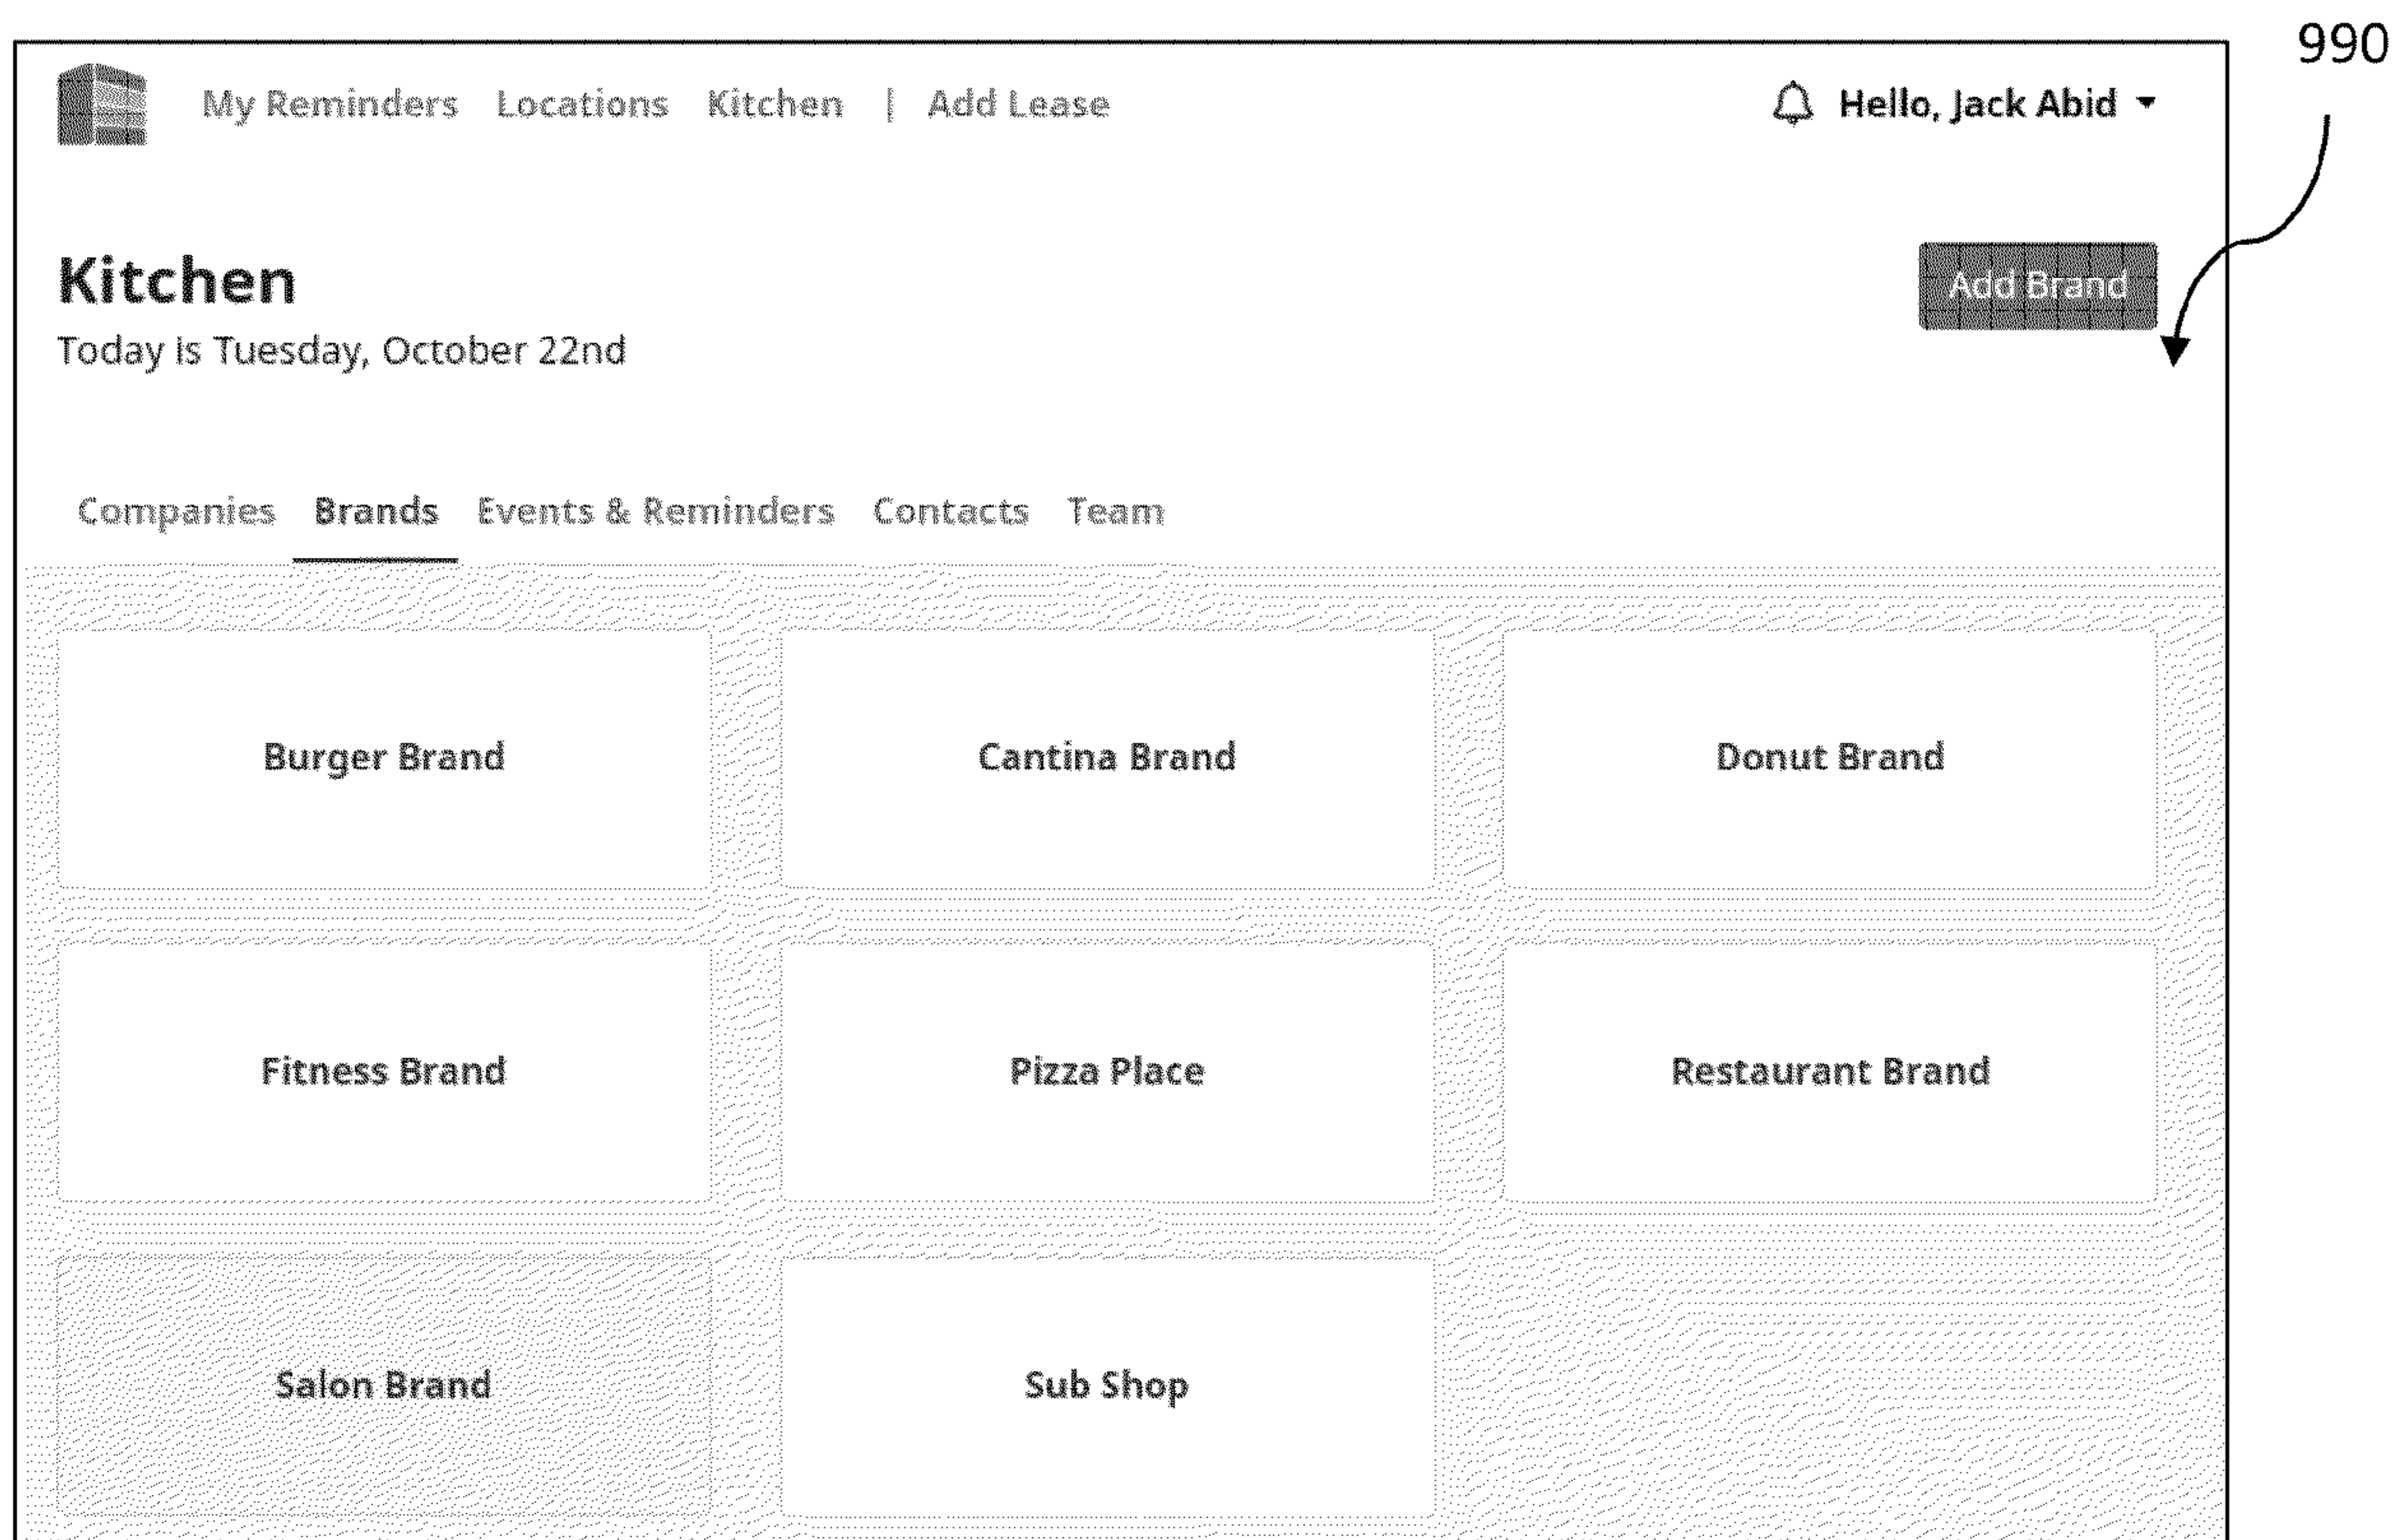 990
My Reminders Locations Kitchen | Add Lease Hello, Jack Abid
Kitchen
Add Brand
Today is Tuesday, October 22nd
Companies Brands Events & Reminders Contacts Team
Burger Brand Cantina Brand Donut Brand
Fitness Brand Pizza Place Restaurant Brand
Salon Brand Sub Shop